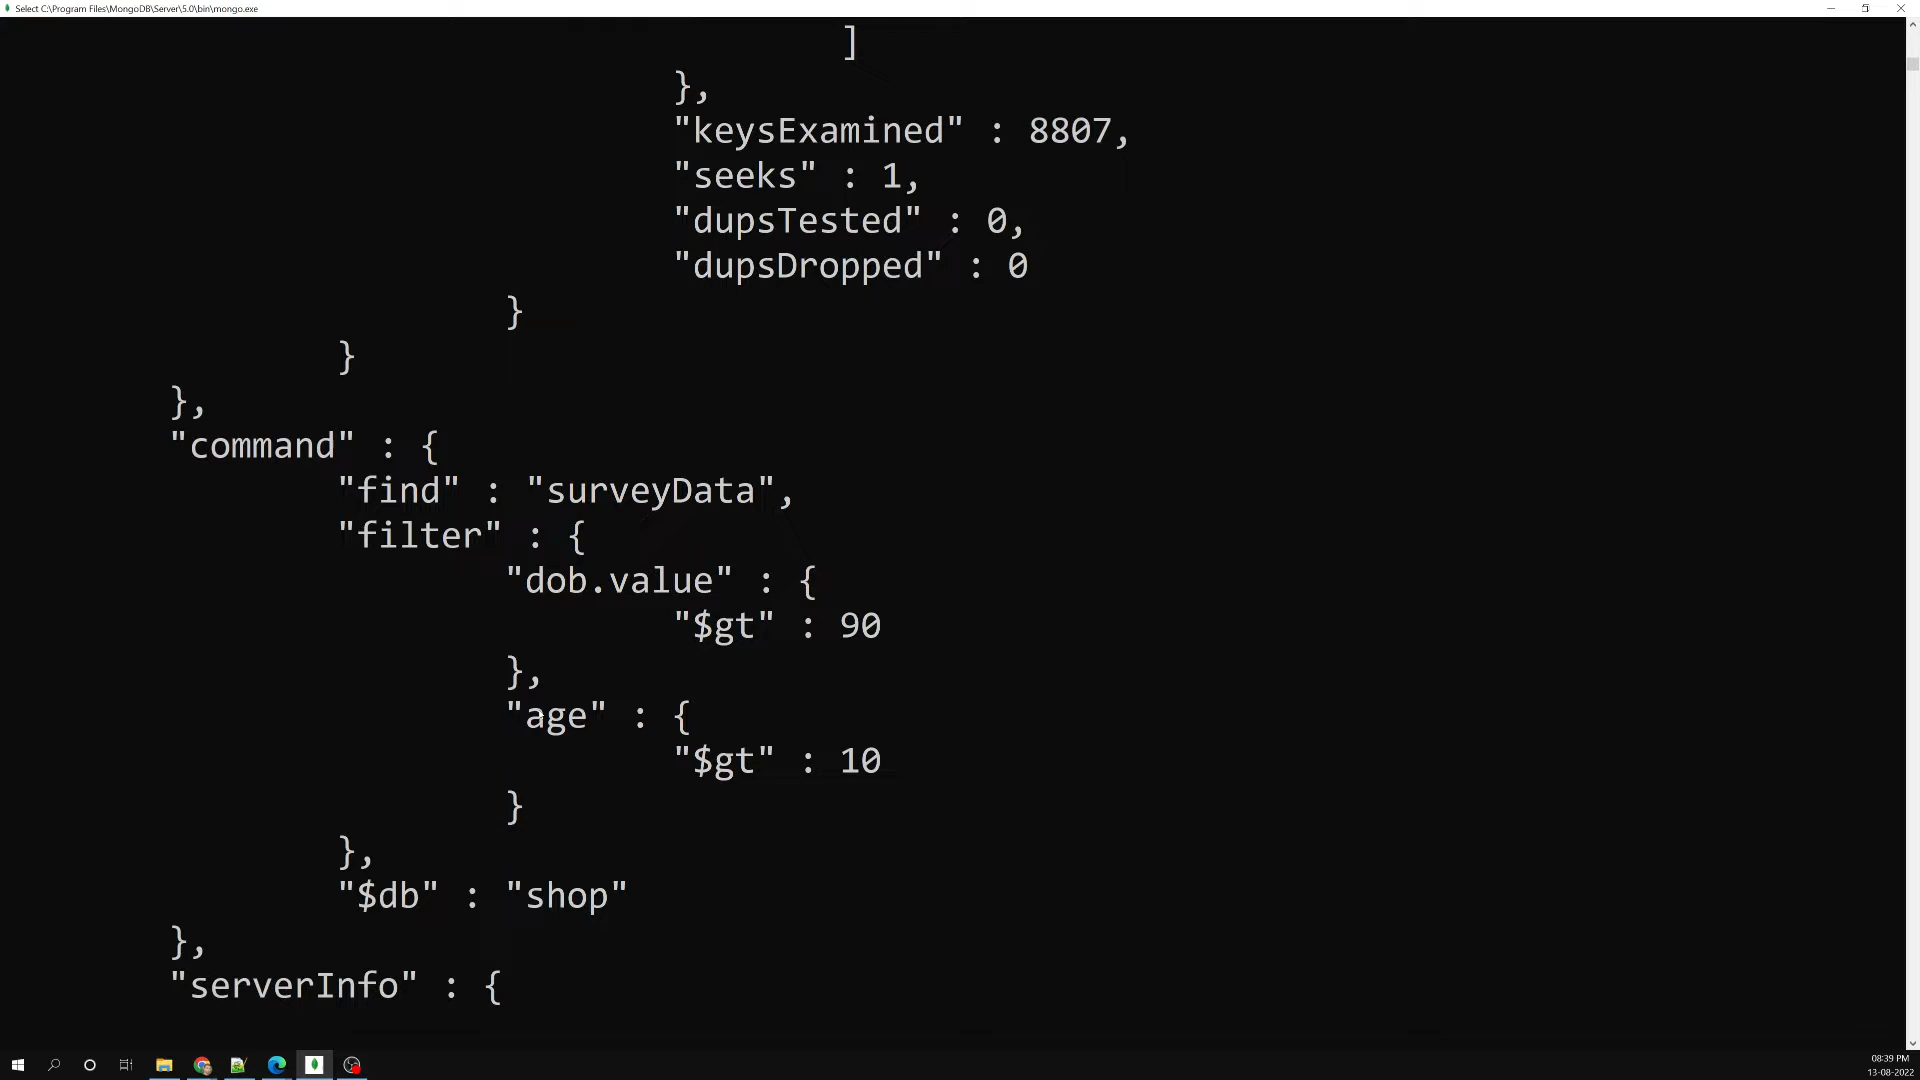 Select C:\Program Files\MongoDB\Server\5.0\bin\mongo.exe
]
},
"keysExamined" : 8807,
"seeks" : 1,
"dupsTested" : 0,
"dupsDropped" : 0
}
}
},
"command" : {
"find" : "surveyData",
"filter" : {
"dob.value" : {
"$gt" : 90
},
"age" : {
"$gt" : 10
}
},
"$db" : "shop"
},
"serverInfo" : {
08:39 PM
13-08-2022